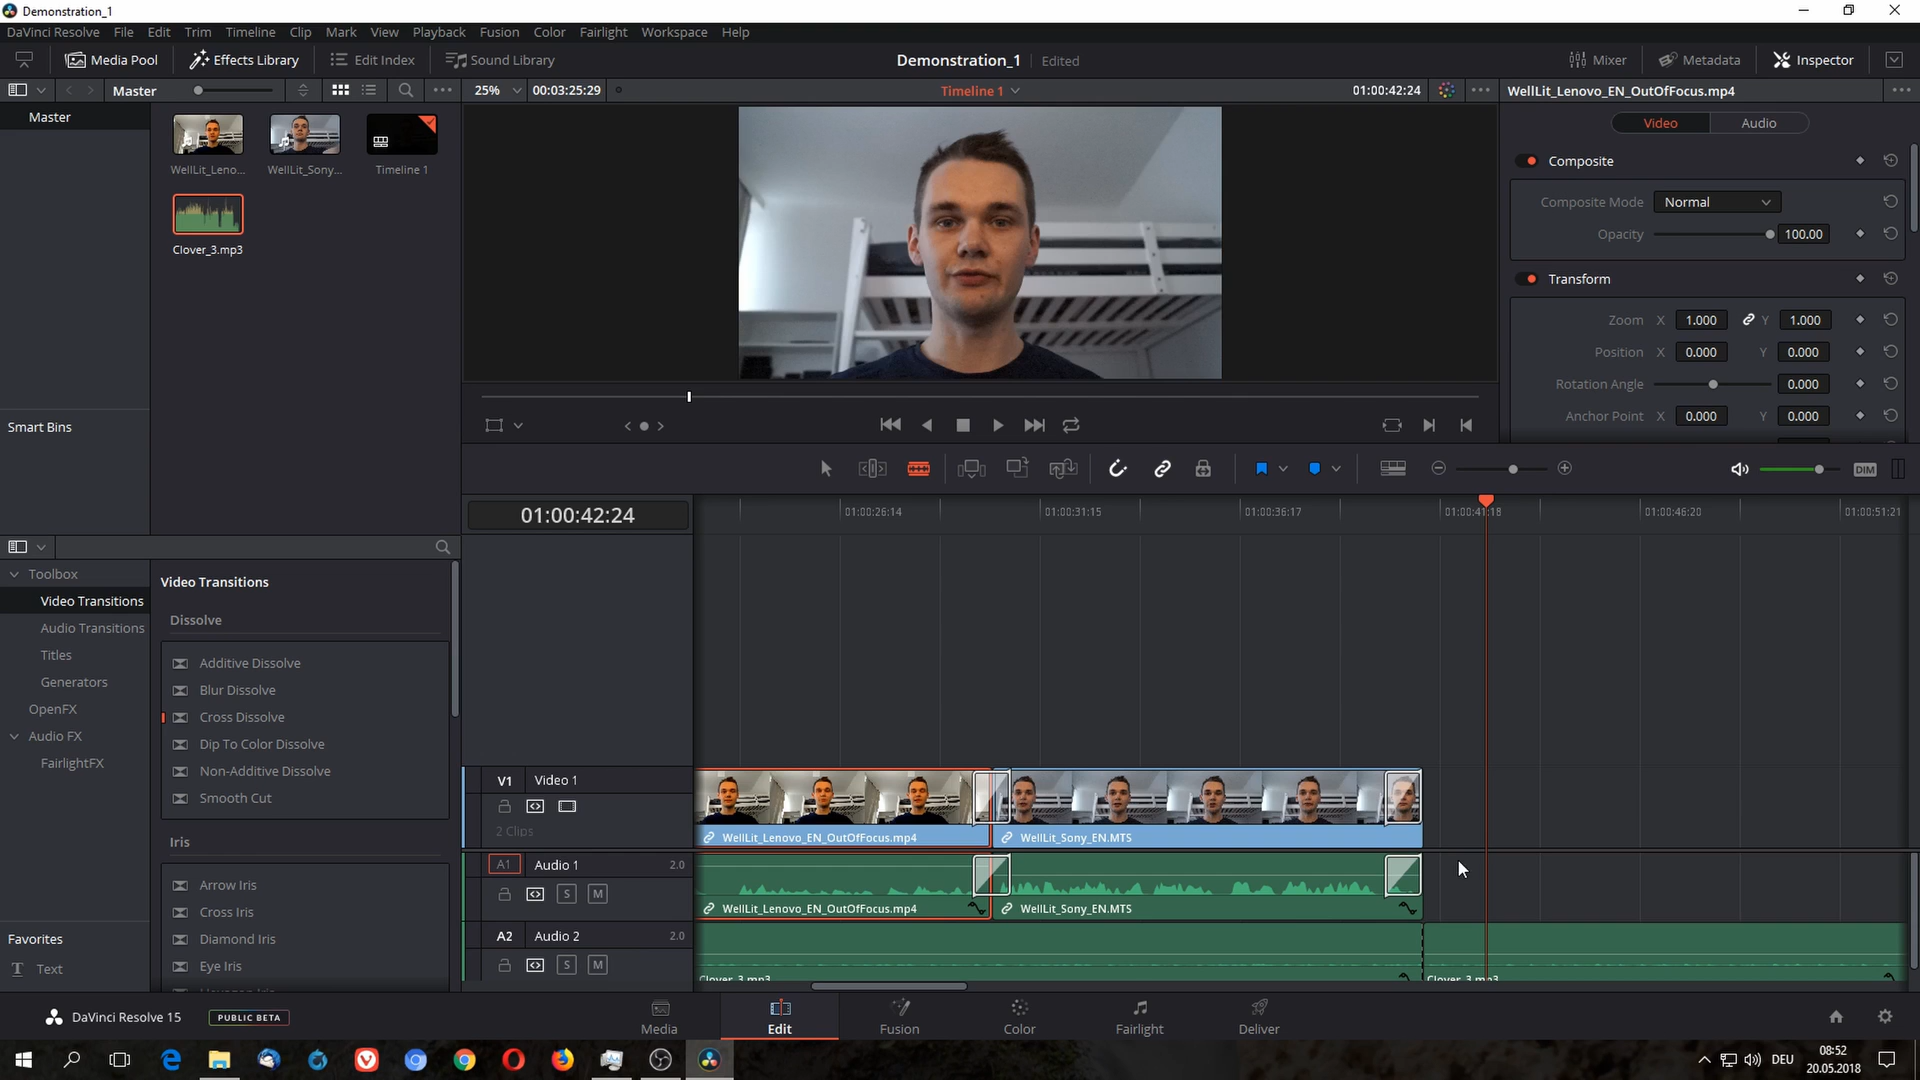 Demonstration_1
DaVinci Resolve File Edit Trim Timeline Clip Mark View Playback Fusion Color Fairlight Workspace Help
Media Pool Effects Library Edit Index Sound Library Demonstration_1 Edited Mixer Metadata Inspector
Master 25% 00:03:25:29 Timeline 1 01:00:42:24 WellLit_Lenovo_EN_OutOfFocus.mp4
Master
Video Audio
WellLit_Leno... WellLit_Sony... Timeline 1
Composite
Composite Mode Normal
Opacity 100.00
Clover_3.mp3
Transform
Zoom X 1.000 Y 1.000
Position X 0.000 Y 0.000
Rotation Angle 0.000
Anchor Point X 0.000 Y 0.000
Smart Bins
DIM
01:00:42:24
01:00:26:14 01:00:31:15 01:00:36:17 01:00:41:18 01:00:46:20 01:00:51:21
Toolbox
Video Transitions
Audio Transitions
Titles
Generators
OpenFX
Audio FX
FairlightFX
Video Transitions
Dissolve
Additive Dissolve
Blur Dissolve
Cross Dissolve
Dip To Color Dissolve
Non-Additive Dissolve
Smooth Cut
Iris
Arrow Iris
Cross Iris
Diamond Iris
Eye Iris
Favorites
T Text
V1 Video 1
2 Clips
WellLit_Lenovo_EN_OutOfFocus.mp4 WellLit_Sony_EN.MTS
A1 Audio 1 2.0
S M
WellLit_Lenovo_EN_OutOfFocus.mp4 WellLit_Sony_EN.MTS
A2 Audio 2 2.0
S M
Clover_3.mp3 Clover_3.mp3
DaVinci Resolve 15 PUBLIC BETA
Media Edit Fusion Color Fairlight Deliver
DEU 08:52
20.05.2018